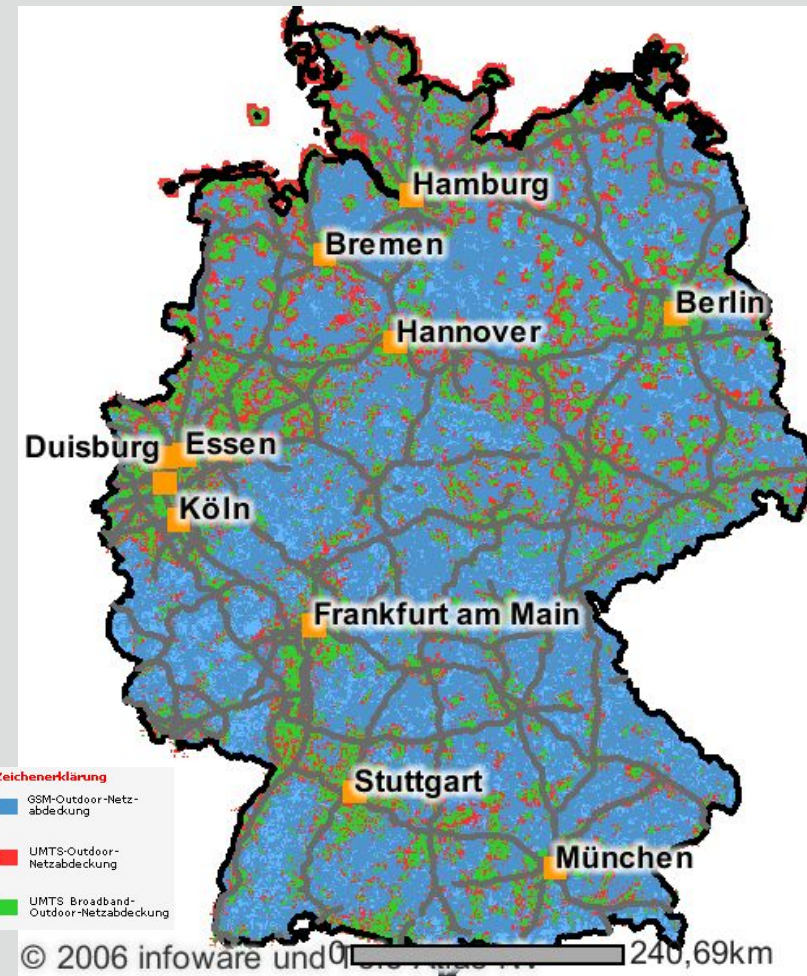 Hamburg
Bremen
Berlin
Hannover
Duisburg
Essen
Köln
Frankfurt am Main
Zeichenerklärung
GSM-Outdoor-Netz-
abdeckung
UMTS-Outdoor-
Netzabdeckung
UMTS Broadband-
Outdoor-Netzabdeckung
Stuttgart
München
© 2006 infoware und
0 240,69km